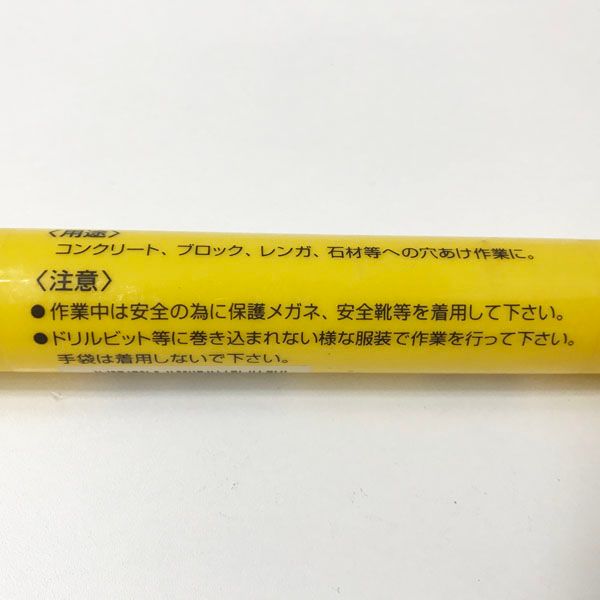 〈用途〉
コンクリート、ブロック、レンガ、石材等への穴あけ作業に。
〈注意〉
●作業中は安全の為に保護メガネ、安全靴等を着用して下さい。
●ドリルビット等に巻き込まれない様な服装で作業を行って下さい。
手袋は着用しないで下さい。